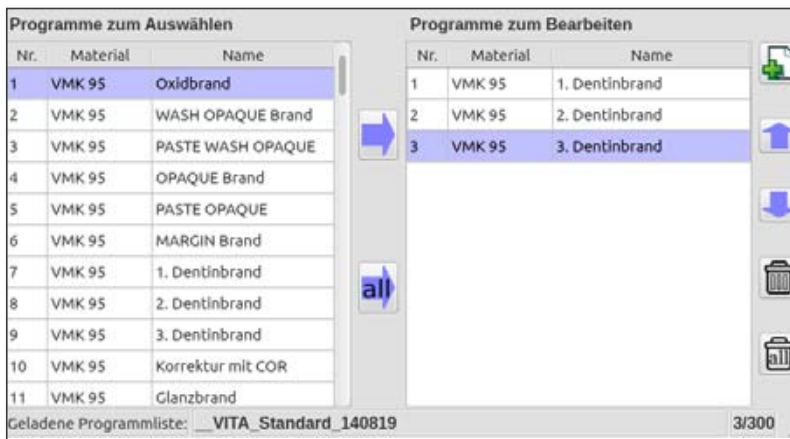 Programme zum Auswählen
Nr. Material Name
1 VMK 95 Oxidbrand
2 VMK 95 WASH OPAQUE Brand
3 VMK 95 PASTE WASH OPAQUE
4 VMK 95 OPAQUE Brand
5 VMK 95 PASTE OPAQUE
6 VMK 95 MARGIN Brand
7 VMK 95 1. Dentinbrand
8 VMK 95 2. Dentinbrand
9 VMK 95 3. Dentinbrand
10 VMK 95 Korrektur mit COR
11 VMK 95 Glanzbrand
all
Programme zum Bearbeiten
Nr. Material Name
1 VMK 95 1. Dentinbrand
2 VMK 95 2. Dentinbrand
3 VMK 95 3. Dentinbrand
all
Geladene Programmliste: __VITA_Standard_140819
3/300